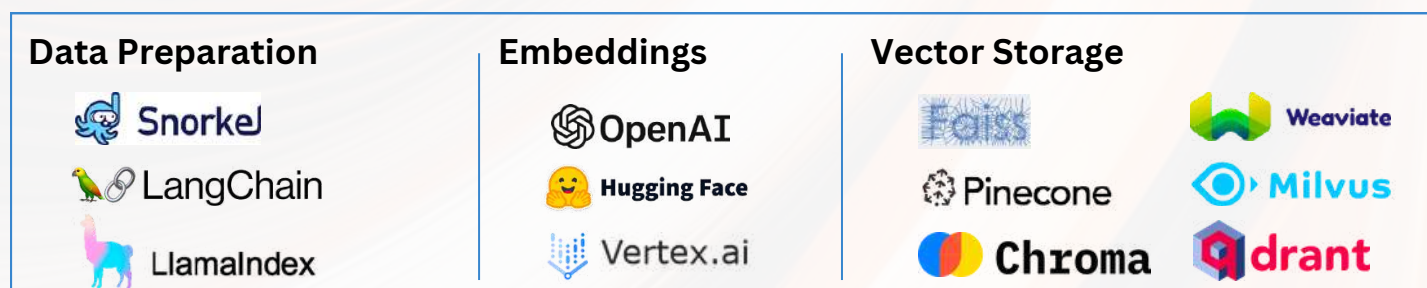 Data Preparation
Snorkel
LangChain
LlamaIndex
Embeddings
OpenAI
Hugging Face
Vertex.ai
Vector Storage
Faiss
Pinecone
Chroma
Weaviate
Milvus
qdrant